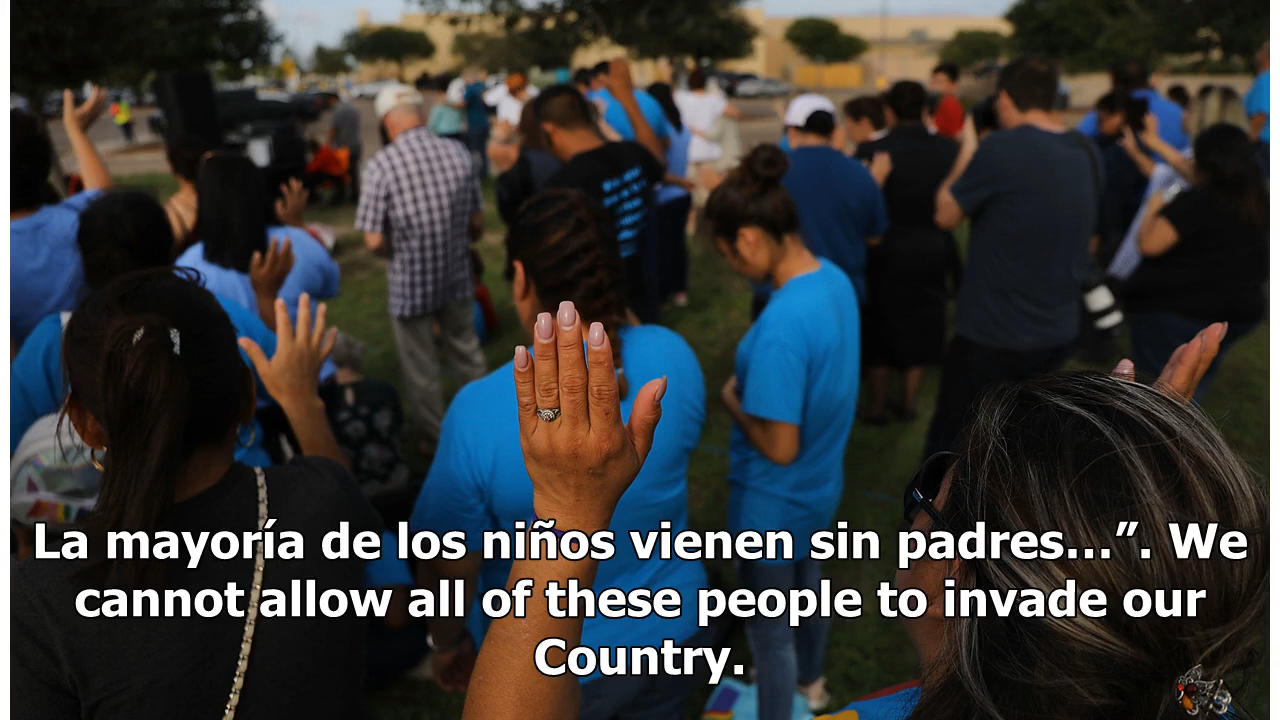 La mayoría de los niños vienen sin padres...”. We
cannot allow all of these people to invade our
Country.